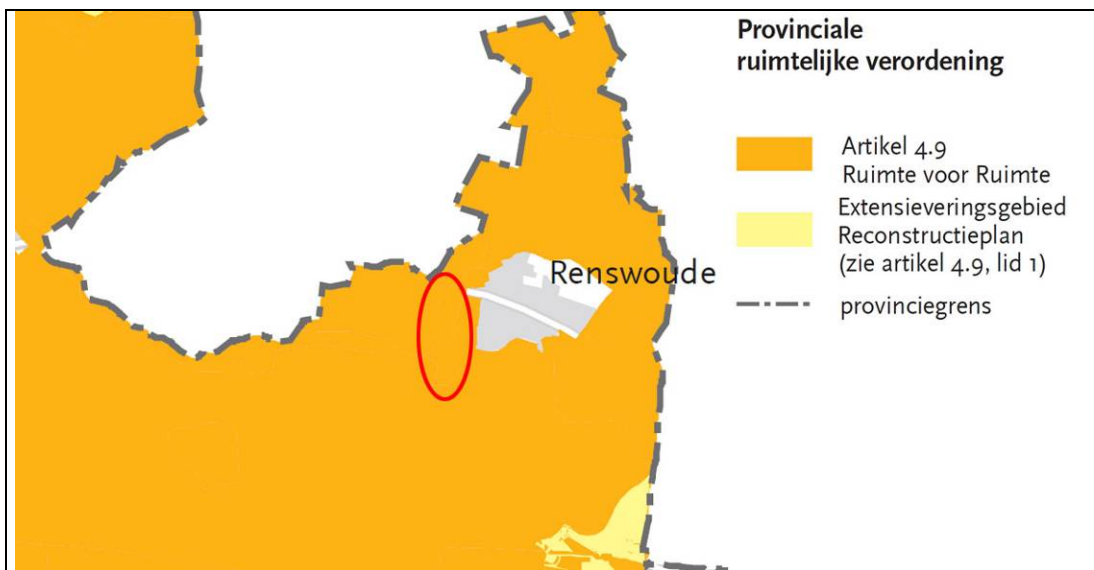 Provinciale
ruimtelijke verordening
Artikel 4.9
Ruimte voor Ruimte
Extensieveringsgebied
Reconstructieplan
(zie artikel 4.9, lid 1)
provinciegrens
Renswoude